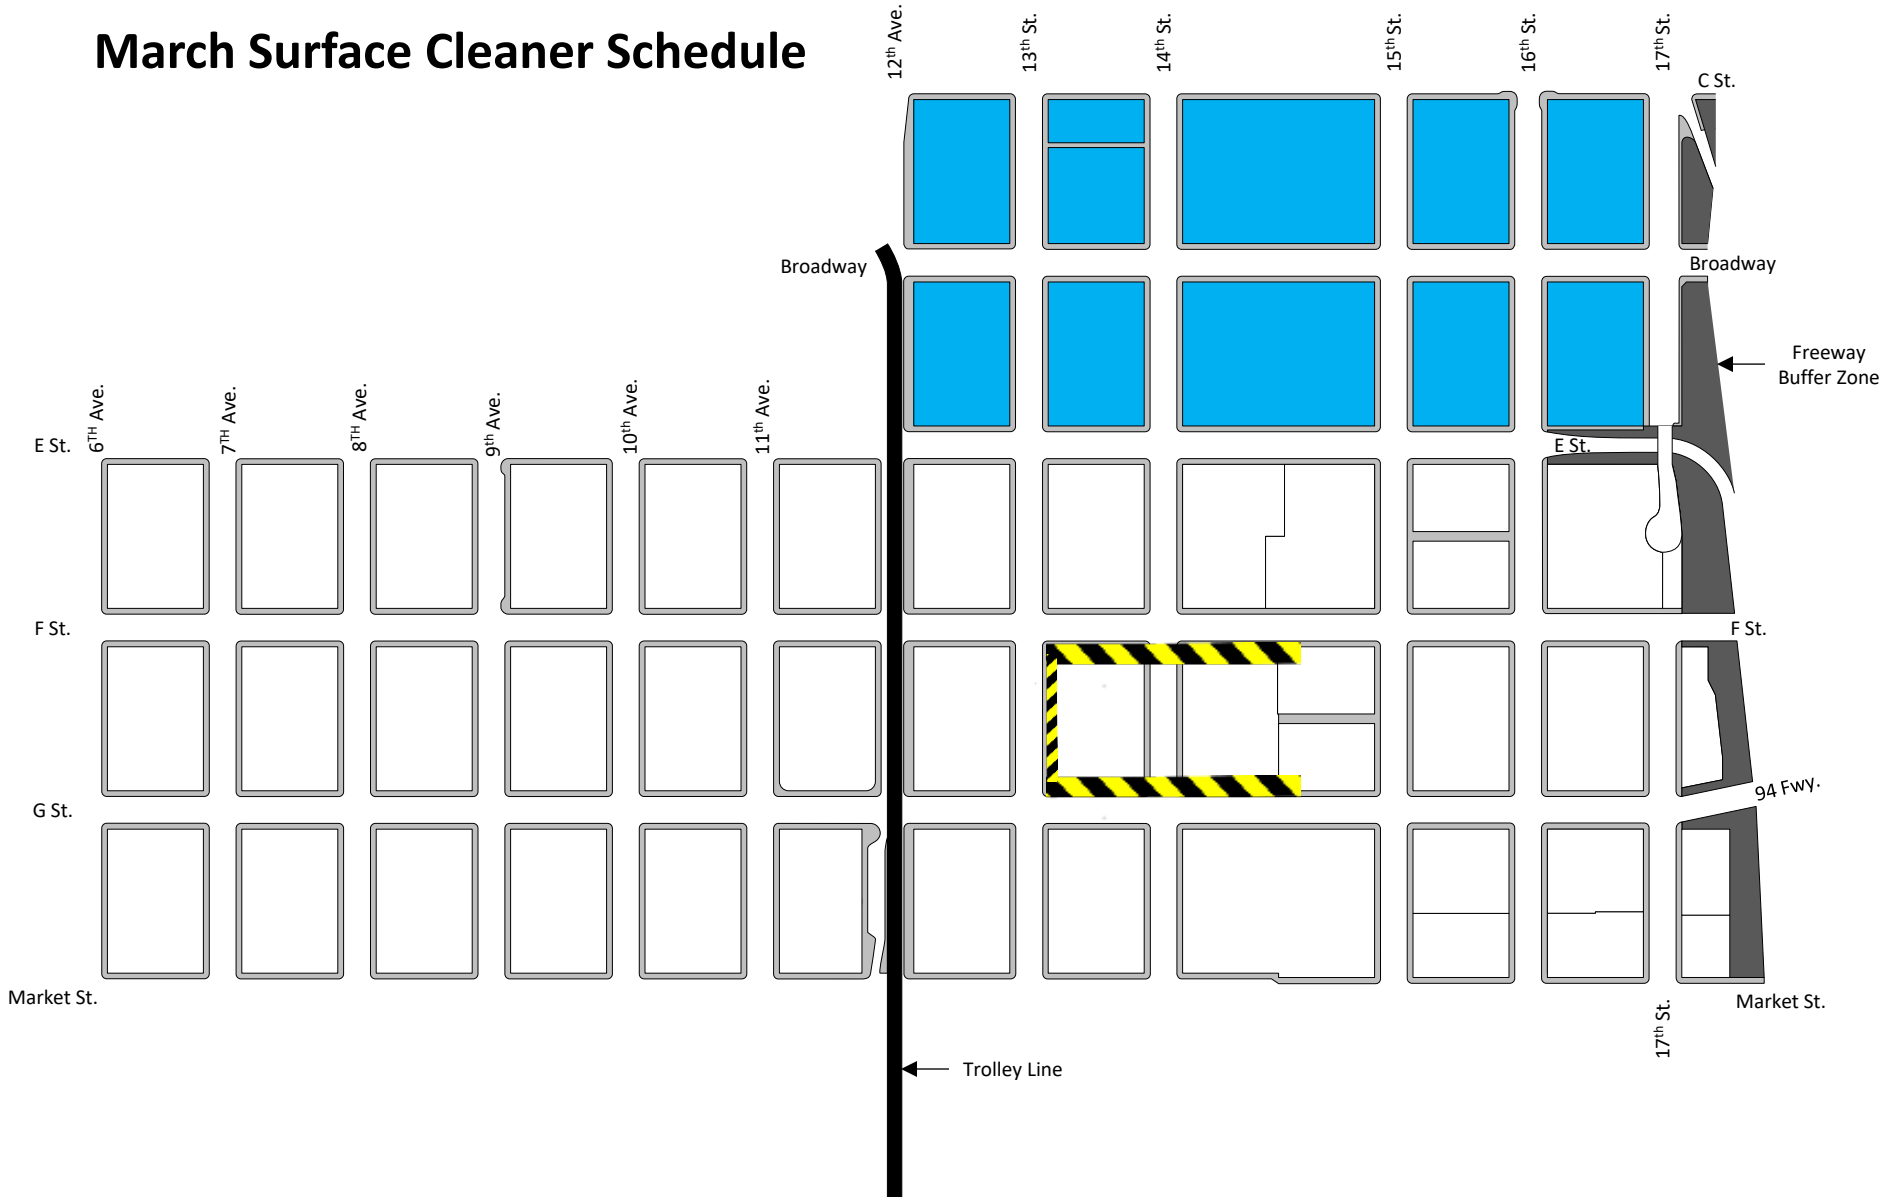 March Surface Cleaner Schedule
12th Ave.
13th St.
14th St.
15th St.
16th St.
17th St.
C St.
Broadway
Broadway
Freeway
Buffer Zone
6TH Ave.
7TH Ave.
8TH Ave.
9th Ave.
10th Ave.
11th Ave.
E St.
E St.
F St.
F St.
G St.
94 Fwy.
Market St.
Market St.
17th St.
Trolley Line